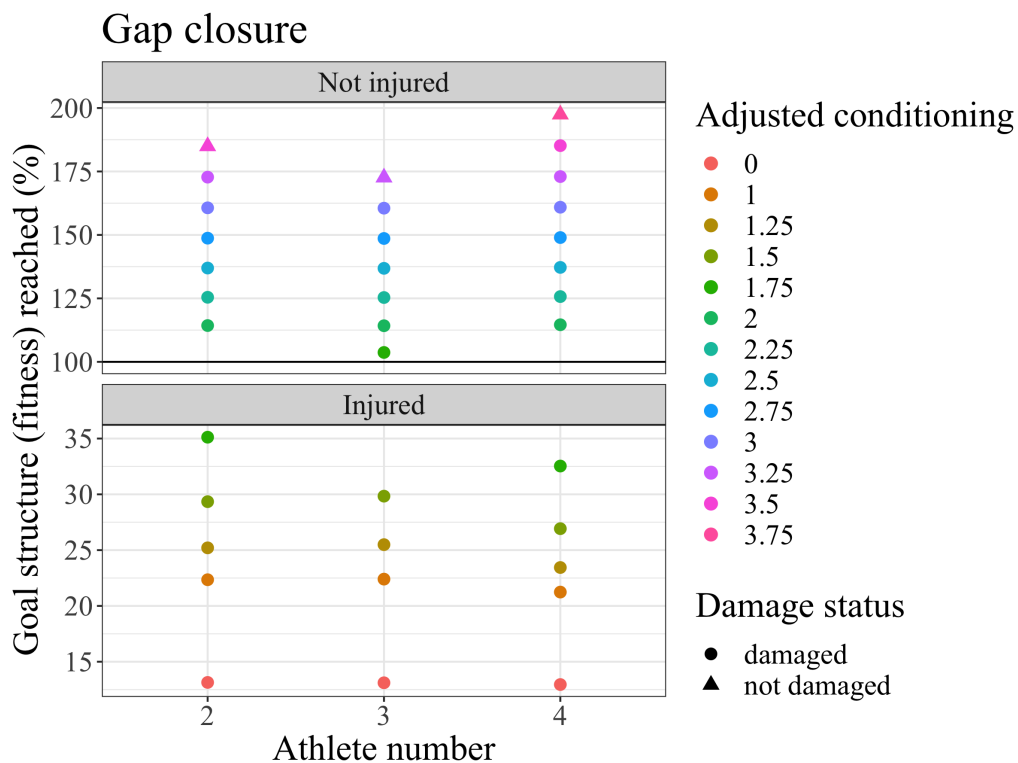 Gap closure
Not injured
200
175
150
125
100
Injured
35
30
25
20
15
2 3 4
Athlete number
Goal structure (fitness) reached (%)
Adjusted conditioning
0
1
1.25
1.5
1.75
2
2.25
2.5
2.75
3
3.25
3.5
3.75
Damage status
damaged
not damaged